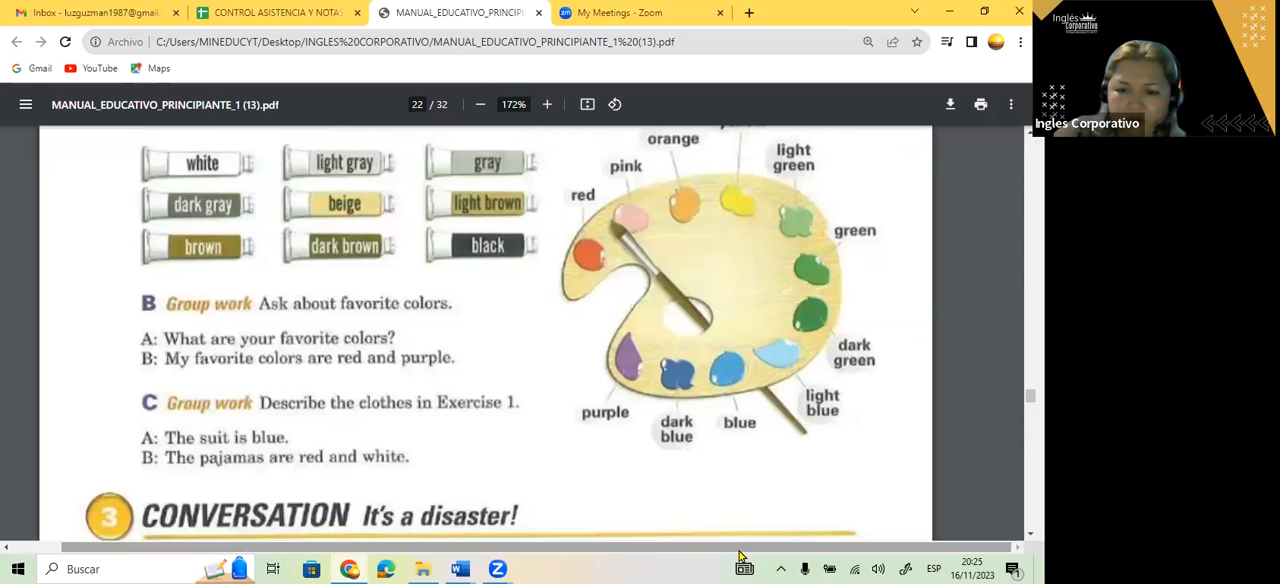 Inbox - luzguzman1987@gmail.
CONTROL ASISTENCIA Y NOTAS
MANUAL_EDUCATIVO_PRINCIPI
My Meetings - Zoom
Archivo
C:/Users/MINEDUCYT/Desktop/INGLES%20CORPORATIVO/MANUAL_EDUCATIVO_PRINCIPIANTE_1%20(13).pdf
Gmail
YouTube
Maps
MANUAL_EDUCATIVO_PRINCIPIANTE_1 (13).pdf
22 / 32
172%
Inglés
Corporativo
Ingles Corporativo
white
light gray
gray
dark gray
beige
light brown
brown
dark brown
black
orange
pink
light
green
red
green
dark
green
light
blue
blue
dark
blue
purple
B Group work Ask about favorite colors.
A: What are your favorite colors?
B: My favorite colors are red and purple.
C Group work Describe the clothes in Exercise 1.
A: The suit is blue.
B: The pajamas are red and white.
3 CONVERSATION It's a disaster!
Buscar
ESP
20:25
16/11/2023